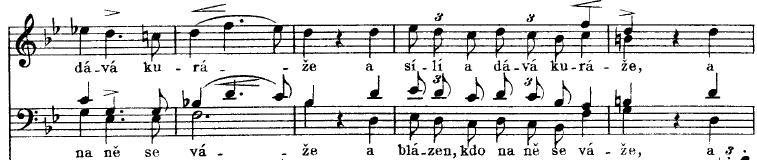 dá-vá ku-rá-že a sí-lí a dá-vá ku-rá-že, a
na ně se vá-že a blá-zen, kdo na ně se vá-že, a